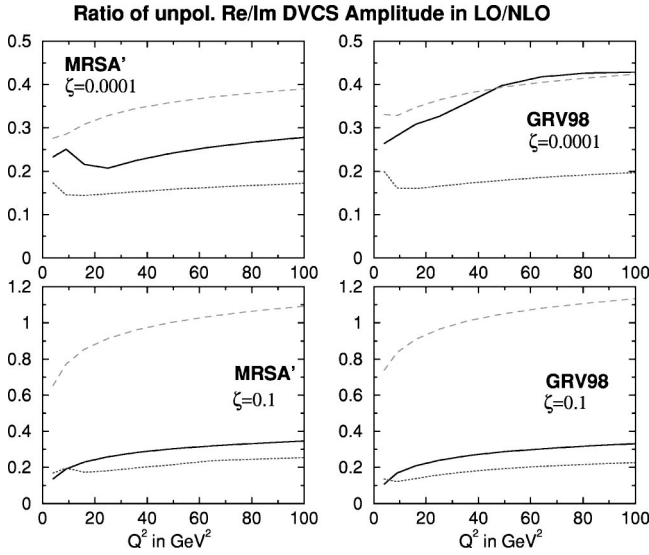 Ratio of unpol. Re/Im DVCS Amplitude in LO/NLO
0.5
0.4
0.3
0.2
0.1
0
0 20 40 60 80 100
MRSA'
ζ=0.0001
0.5
0.4
0.3
0.2
0.1
0
0 20 40 60 80 100
GRV98
ζ=0.0001
1.2
1
0.8
0.6
0.4
0.2
0
0 20 40 60 80 100
MRSA'
ζ=0.1
Q² in GeV²
1.2
1
0.8
0.6
0.4
0.2
0
0 20 40 60 80 100
GRV98
ζ=0.1
Q² in GeV²